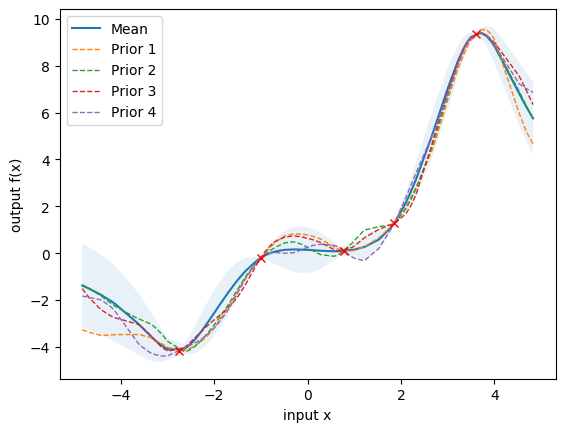 Mean
Prior 1
Prior 2
Prior 3
Prior 4
10
8
6
4
2
0
−2
−4
output f(x)
−4
−2
0
2
4
input x